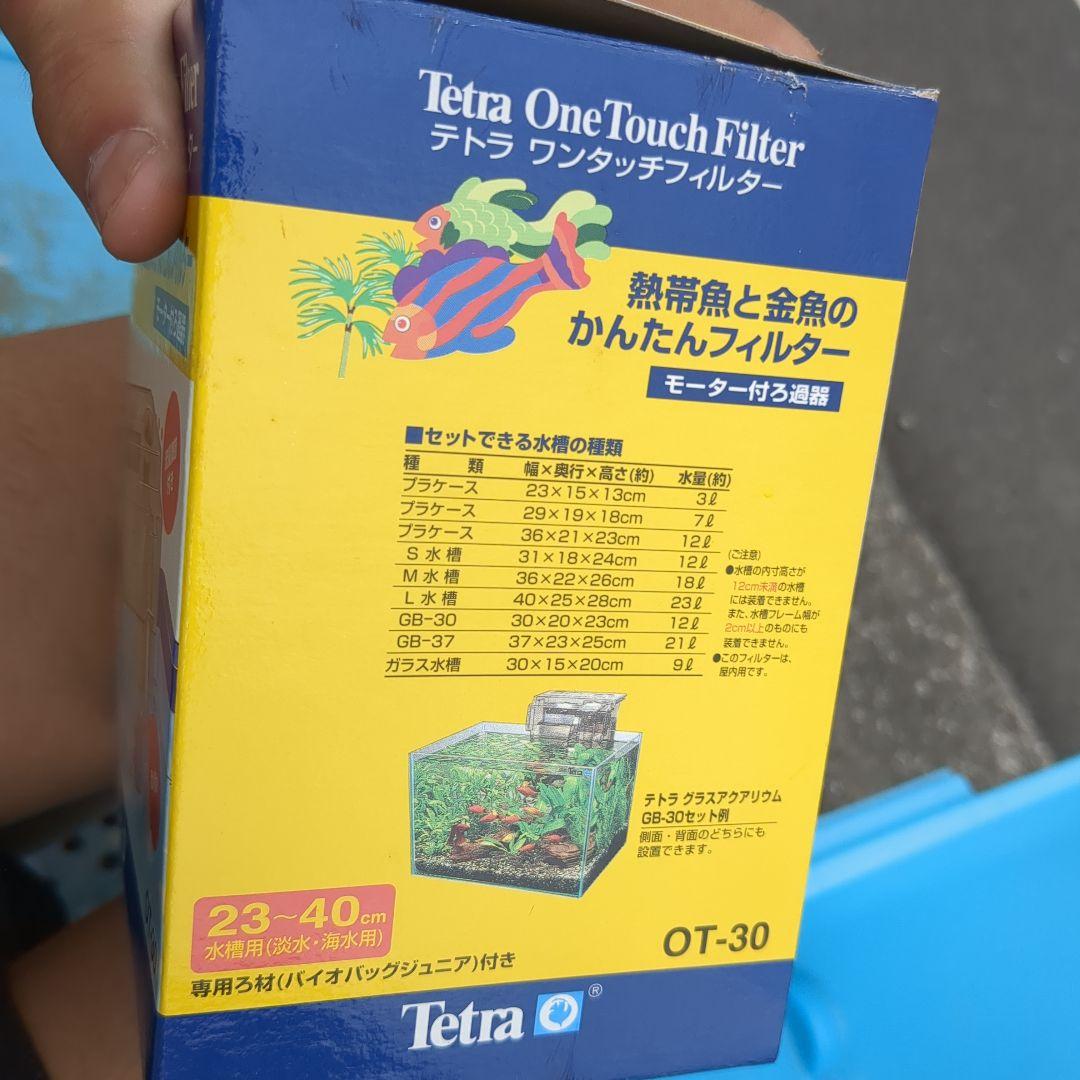 Tetra OneTouchFilter
テトラ ワンタッチフィルター
熱帯魚と金魚の
かんたんフィルター
モーター付ろ過器
■セットできる水槽の種類
種 類 幅×奥行×高さ(約) 水量(約)
プラケース 23×15×13cm 3ℓ
プラケース 29×19×18cm 7ℓ
プラケース 36×21×23cm 12ℓ
S水槽 31×18×24cm 12ℓ
M水槽 36×22×26cm 18ℓ
L水槽 40×25×28cm 23ℓ
GB-30 30×20×23cm 12ℓ
GB-37 37×23×25cm 21ℓ
ガラス水槽 30×15×20cm 9ℓ
(ご注意)
●水槽の内寸高さが
12cm未満の水槽
には装着できません。
また、水槽フレーム幅が
2cm以上のものにも
装着できません。
●このフィルターは、
屋内用です。
テトラ グラスアクアリウム
GB-30セット例
側面・背面のどちらにも
設置できます。
23~40cm
水槽用(淡水・海水用)
専用ろ材(バイオバッグジュニア)付き
OT-30
Tetra ®
モーター付ろ過器